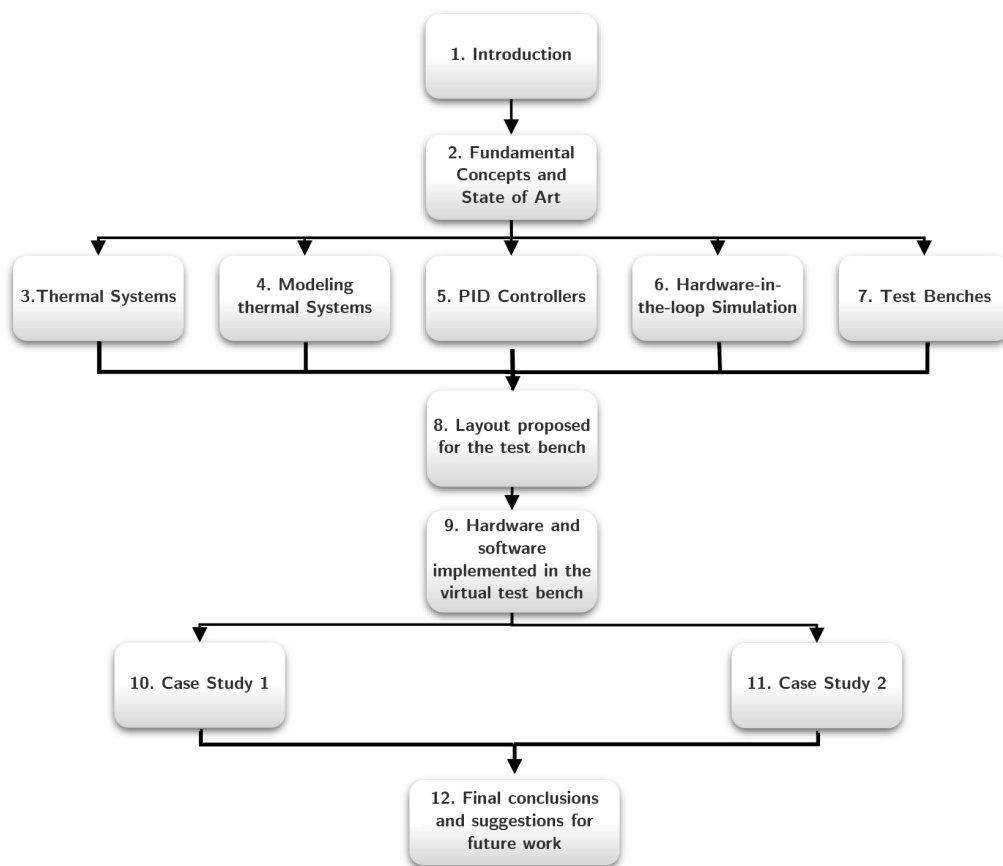 1. Introduction
2. Fundamental
Concepts and
State of Art
3.Thermal Systems
4. Modeling
thermal Systems
5. PID Controllers
6. Hardware-in-
the-loop Simulation
7. Test Benches
8. Layout proposed
for the test bench
9. Hardware and
software
implemented in the
virtual test bench
10. Case Study 1
11. Case Study 2
12. Final conclusions
and suggestions for
future work